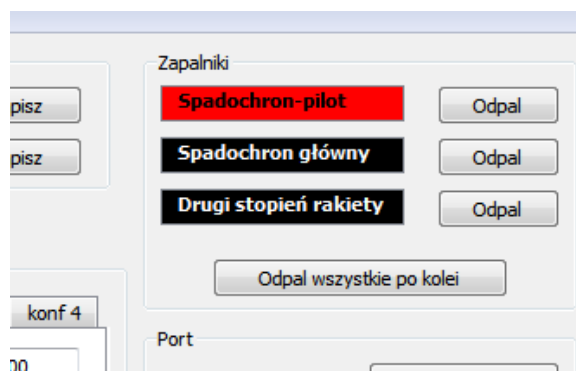 Zapalniki
pisz
Spadochron-pilot
Odpal
pisz
Spadochron główny
Odpal
Drugi stopień rakiety
Odpal
Odpal wszystkie po kolei
konf 4
Port
00